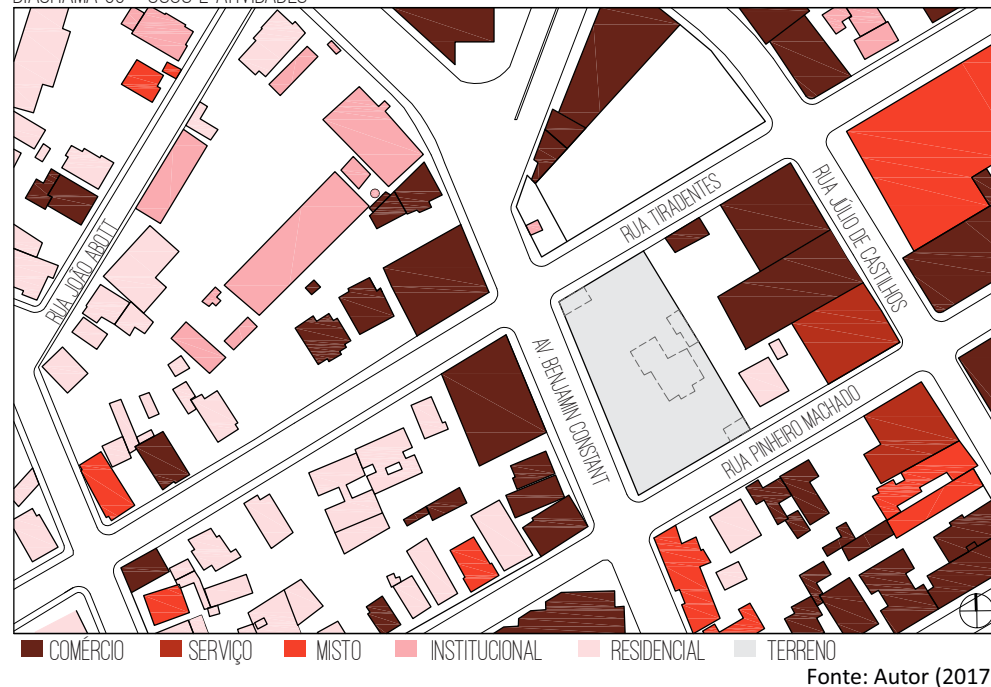 RUA JOÃO ABOTT
RUA TIRADENTES
RUA JÚLIO DE CASTILHOS
AV. BENJAMIN CONSTANT
RUA PINHEIRO MACHADO
COMÉRCIO
SERVIÇO
MISTO
INSTITUCIONAL
RESIDENCIAL
TERRENO
Fonte: Autor (2017